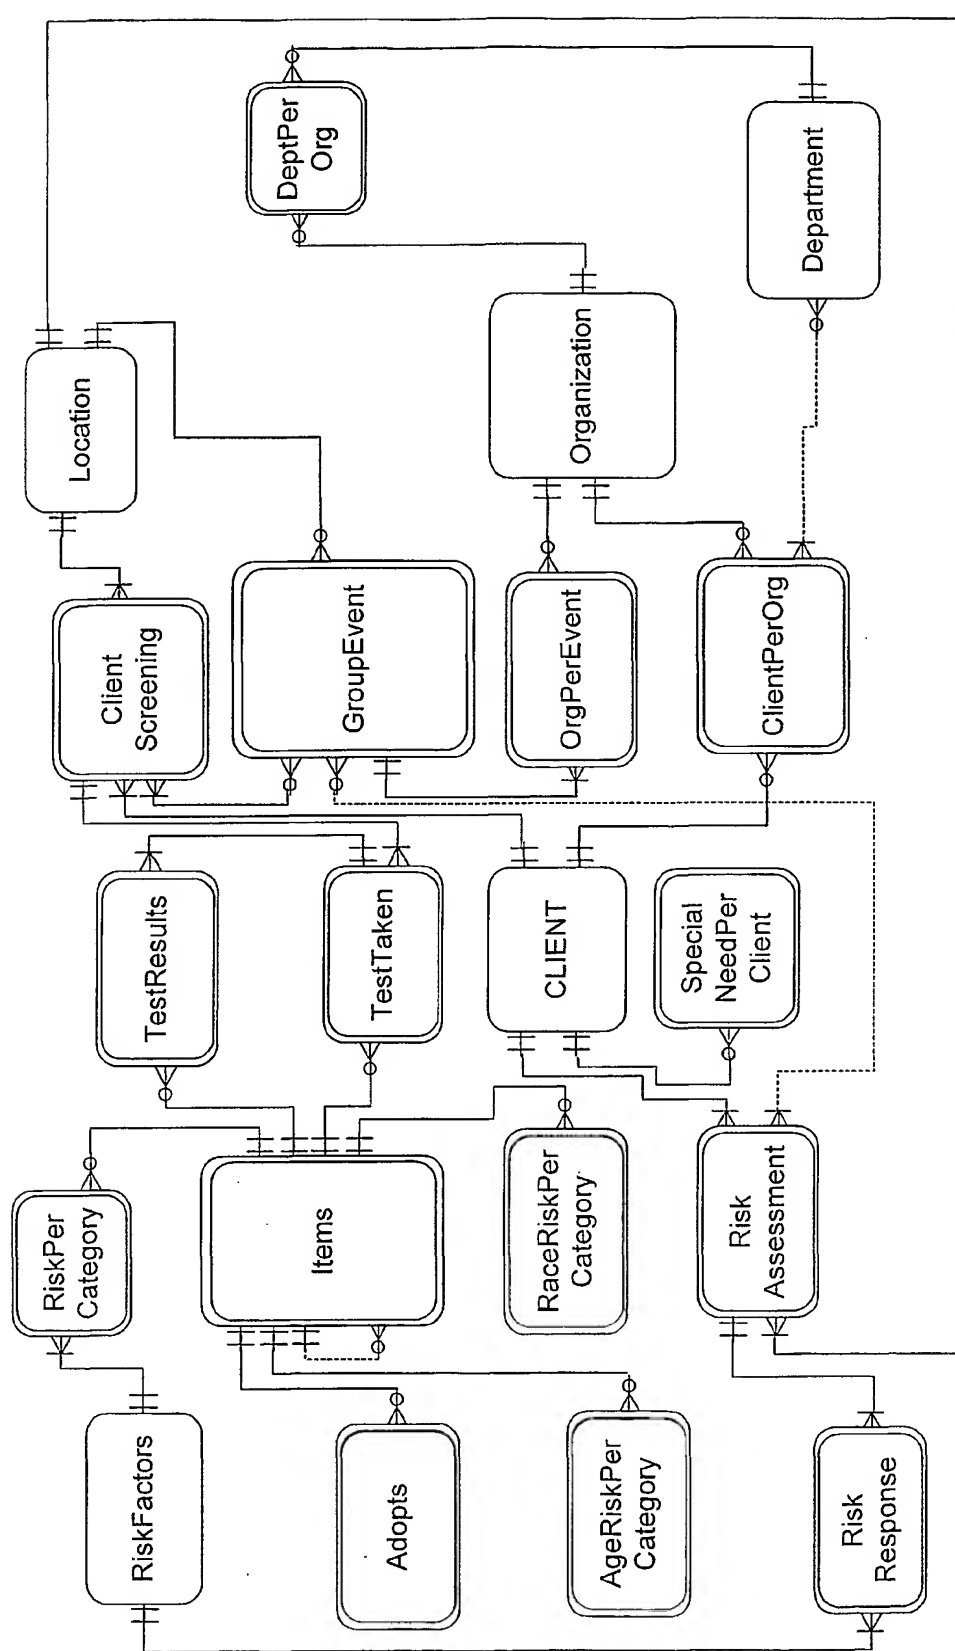 RiskFactors
RiskPer
Category
TestResults
Client
Screening
Location
Adopts
Items
TestTaken
GroupEvent
DeptPer
Org
AgeRiskPer
Category
RaceRiskPer
Category
CLIENT
OrgPerEvent
Organization
Risk
Response
Risk
Assessment
Special
NeedPer
Client
ClientPerOrg
Department